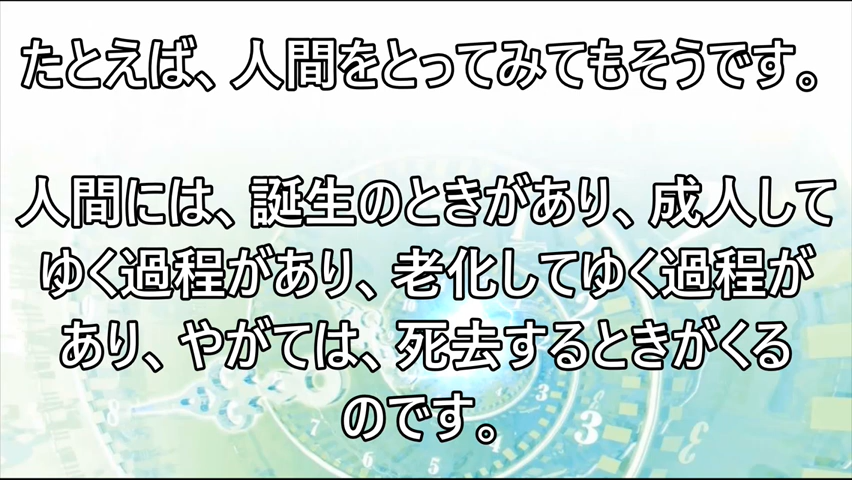 たとえば、人間をとってみてもそうです。
人間には、誕生のときがあり、成人して
ゆく過程があり、老化してゆく過程が
あり、やがては、死去するときがくる
のです。